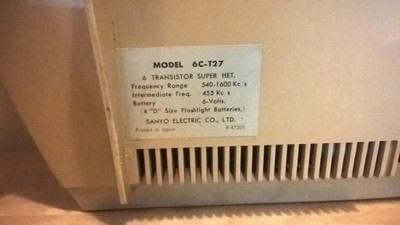 MODEL 6C-T27
6 TRANSISTOR SUPER HET.
Frequency Range 540-1600 Kc/s
Intermediate Freq. 455 Kc/s
Battery 6-Volts.
(4 "D" Size Flashlight Batteries.)
SANYO ELECTRIC CO., LTD.
Printed in Japan